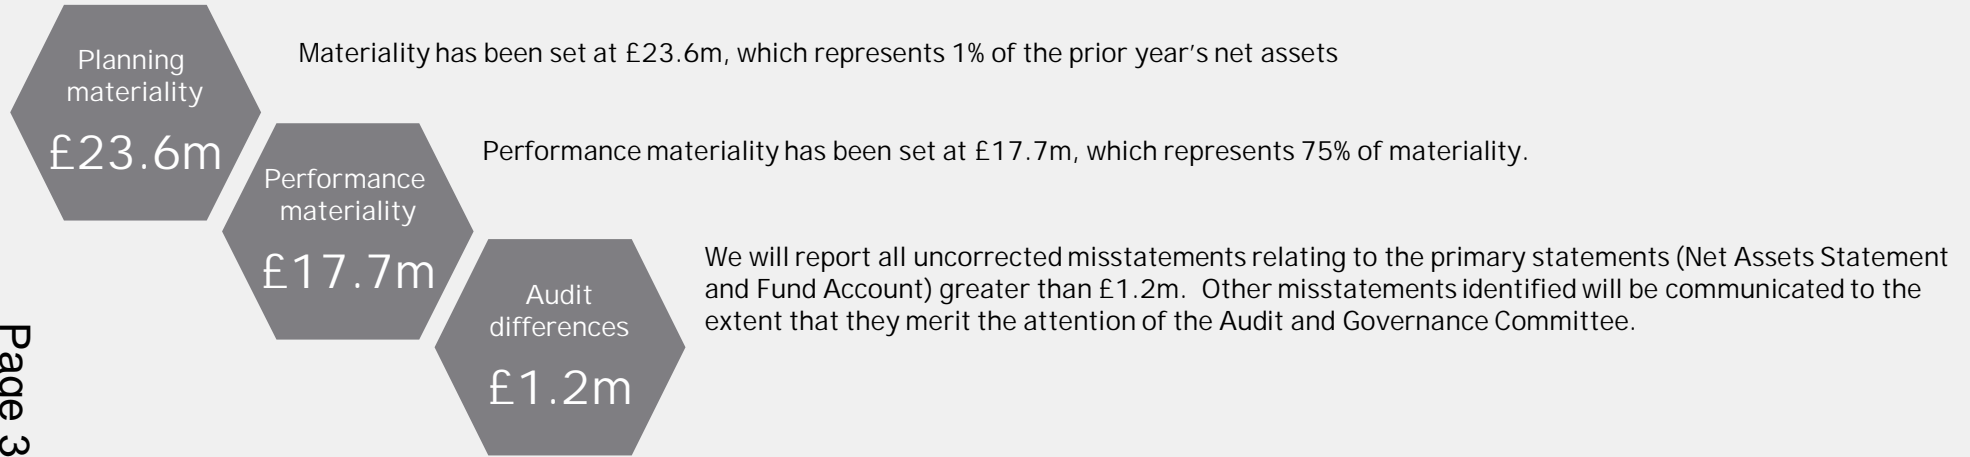 Planning
materiality
£23.6m
Materiality has been set at £23.6m, which represents 1% of the prior year's net assets
Performance
materiality
£17.7m
Performance materiality has been set at £17.7m, which represents 75% of materiality.
Audit
differences
£1.2m
We will report all uncorrected misstatements relating to the primary statements (Net Assets Statement
and Fund Account) greater than £1.2m. Other misstatements identified will be communicated to the
extent that they merit the attention of the Audit and Governance Committee.
Page 3